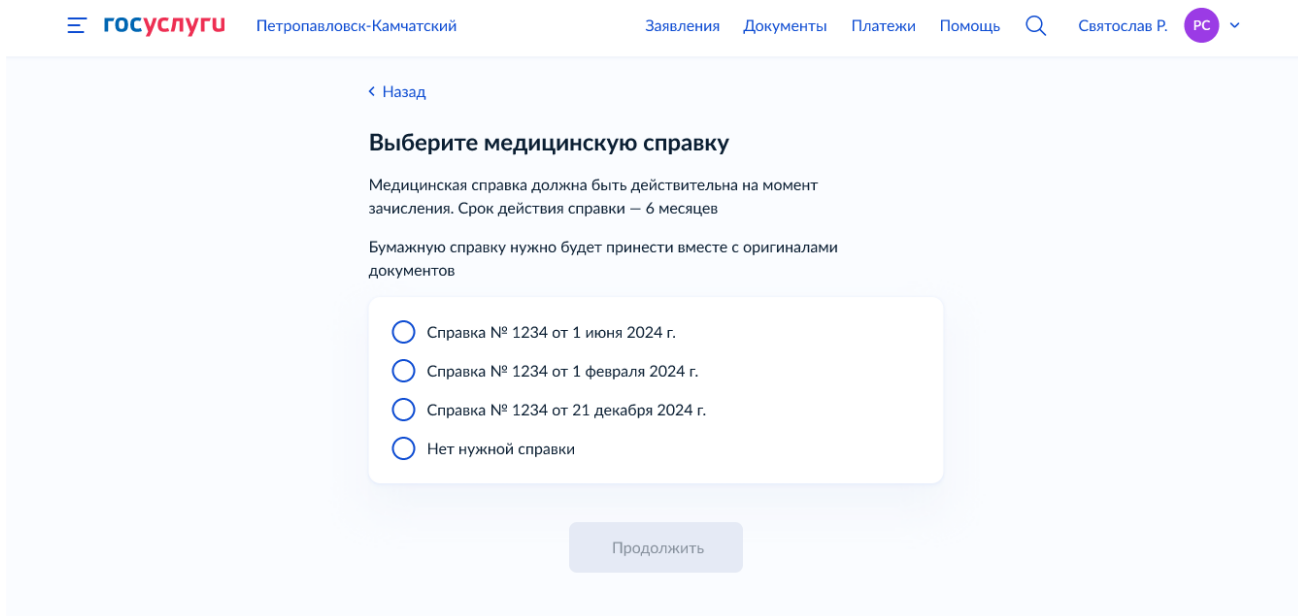 госуслуги Петропавловск-Камчатский Заявления Документы Платежи Помощь Святослав Р. РС
Назад
Выберите медицинскую справку
Медицинская справка должна быть действительна на момент
зачисления. Срок действия справки — 6 месяцев
Бумажную справку нужно будет принести вместе с оригиналами
документов
Справка № 1234 от 1 июня 2024 г.
Справка № 1234 от 1 февраля 2024 г.
Справка № 1234 от 21 декабря 2024 г.
Нет нужной справки
Продолжить